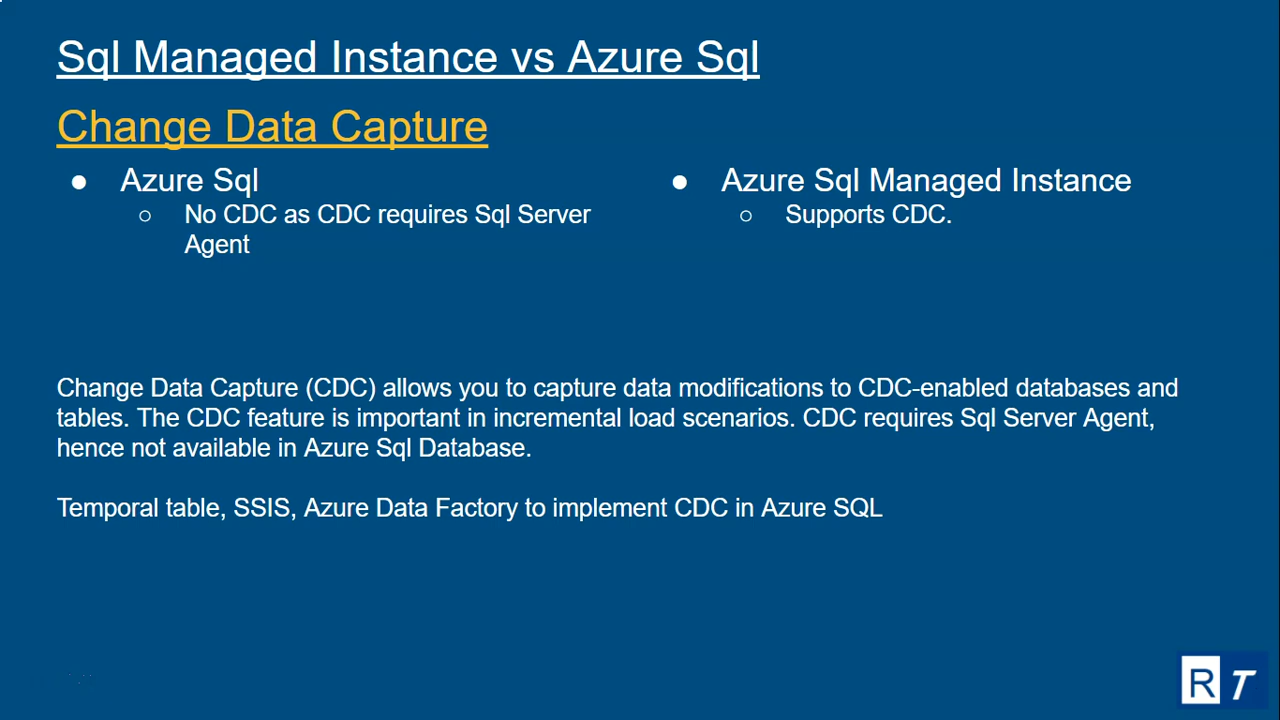 Sql Managed Instance vs Azure Sql
Change Data Capture
● Azure Sql
○ No CDC as CDC requires Sql Server
Agent
● Azure Sql Managed Instance
○ Supports CDC.
Change Data Capture (CDC) allows you to capture data modifications to CDC-enabled databases and
tables. The CDC feature is important in incremental load scenarios. CDC requires Sql Server Agent,
hence not available in Azure Sql Database.
Temporal table, SSIS, Azure Data Factory to implement CDC in Azure SQL
R T